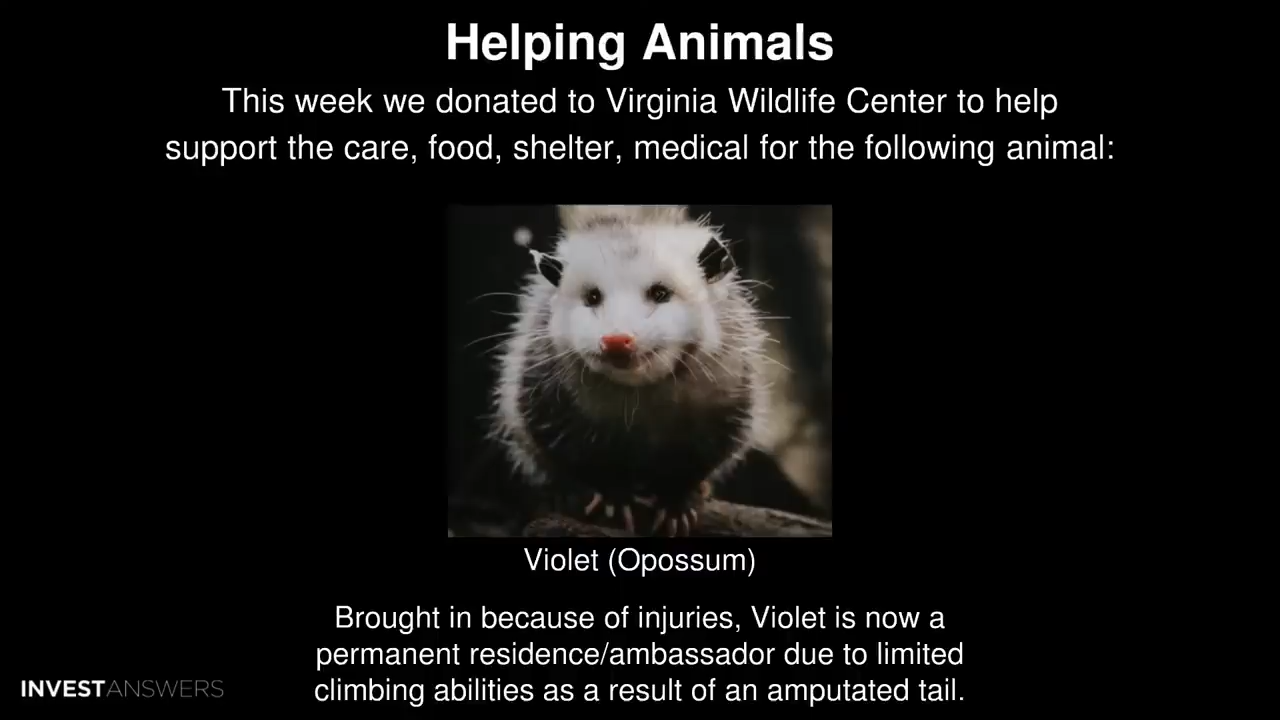 Helping Animals
This week we donated to Virginia Wildlife Center to help
support the care, food, shelter, medical for the following animal:
Violet (Opossum)
Brought in because of injuries, Violet is now a
permanent residence/ambassador due to limited
climbing abilities as a result of an amputated tail.
INVESTANSWERS